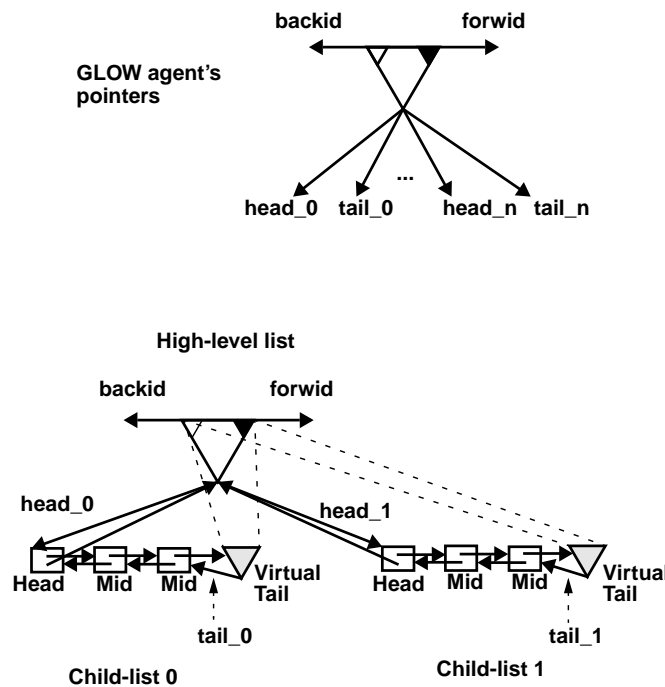 backid forwid
GLOW agent's
pointers
...
head_0 tail_0 head_n tail_n
High-level list
backid forwid
head_0 head_1
Head Mid Mid Virtual
Tail
Head Mid Mid Virtual
Tail
tail_0 tail_1
Child-list 0 Child-list 1